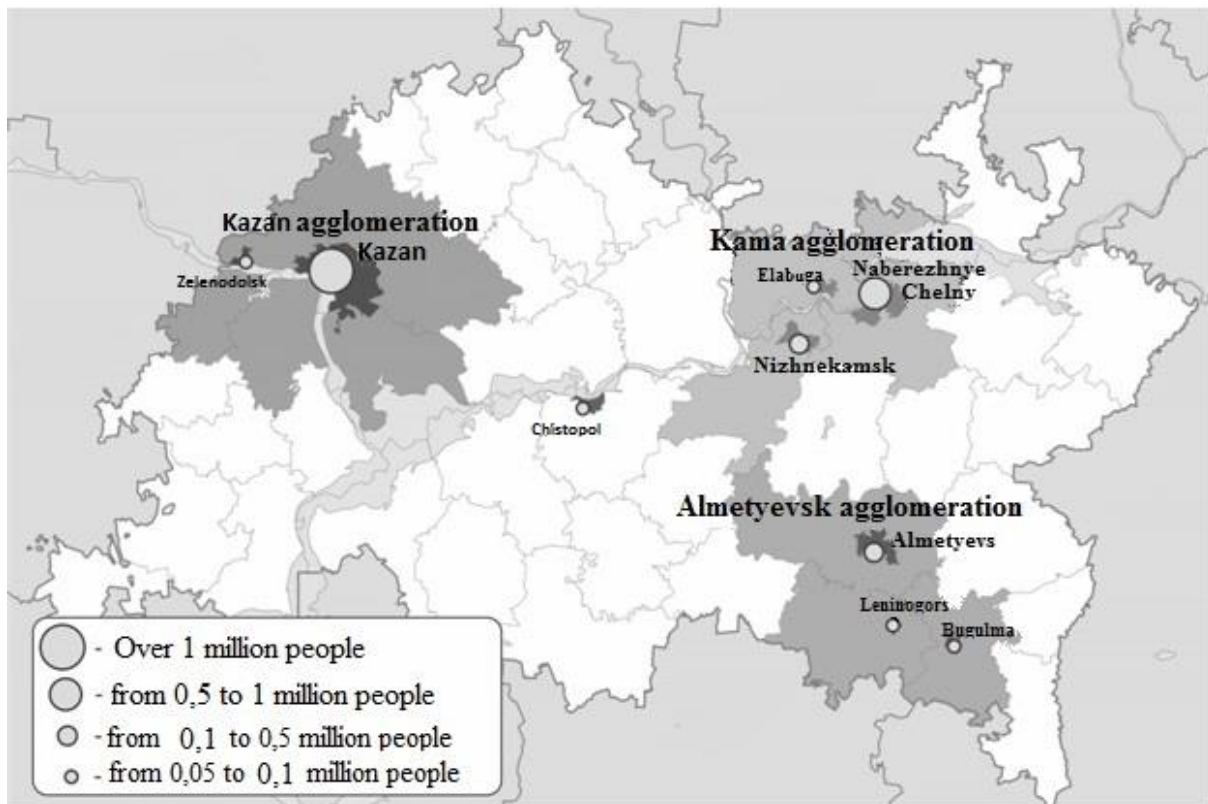 Kazan agglomeration
Kazan
Zelenodolsk
Kama agglomeration
Elabuga
Naberezhnye
Chelny
Nizhnekamsk
Chistopol
Almetyevsk agglomeration
Almetyevs
Leninogors
Bugulma
- Over 1 million people
- from 0,5 to 1 million people
- from 0,1 to 0,5 million people
- from 0,05 to 0,1 million people